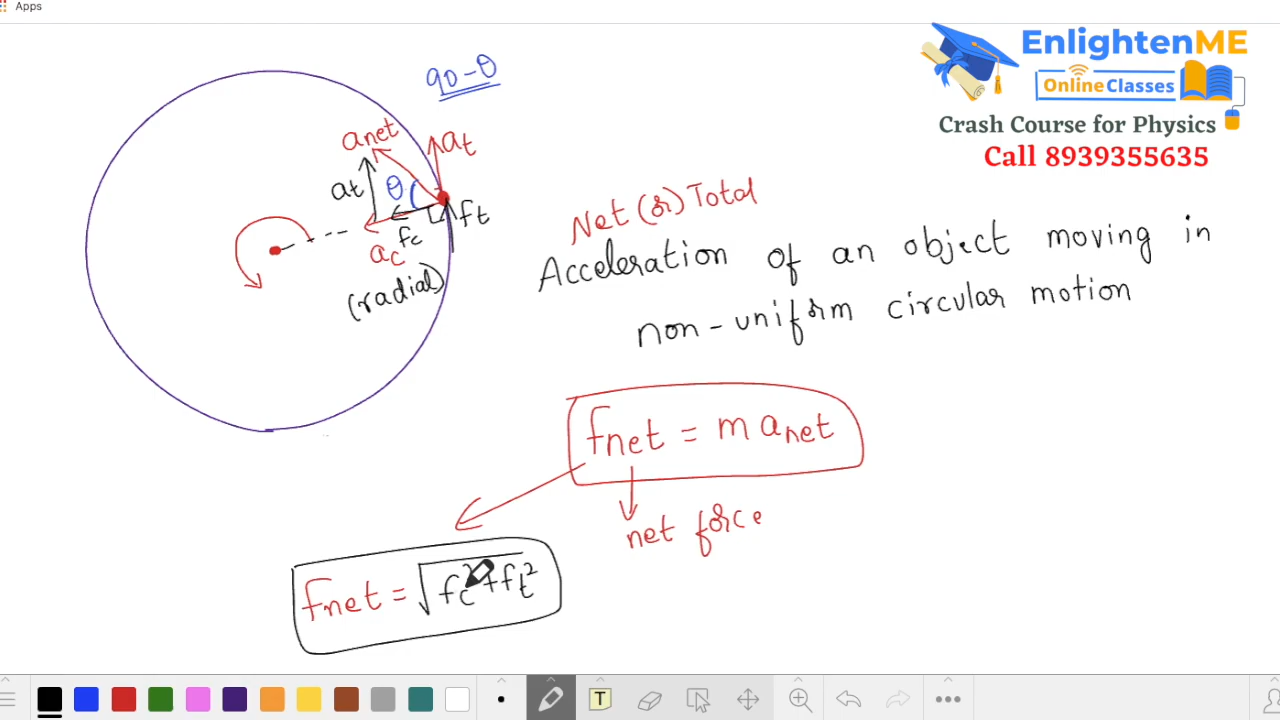 Apps
90-θ
EnlightenME
OnlineClasses
Crash Course for Physics
Call 8939355635
anet
at
at
θ
ft
fc
ac
(radial)
Net (or) Total
Acceleration of an object moving in
non-uniform circular motion
fnet = m anet
net force
fnet = √fc²+ft²
T